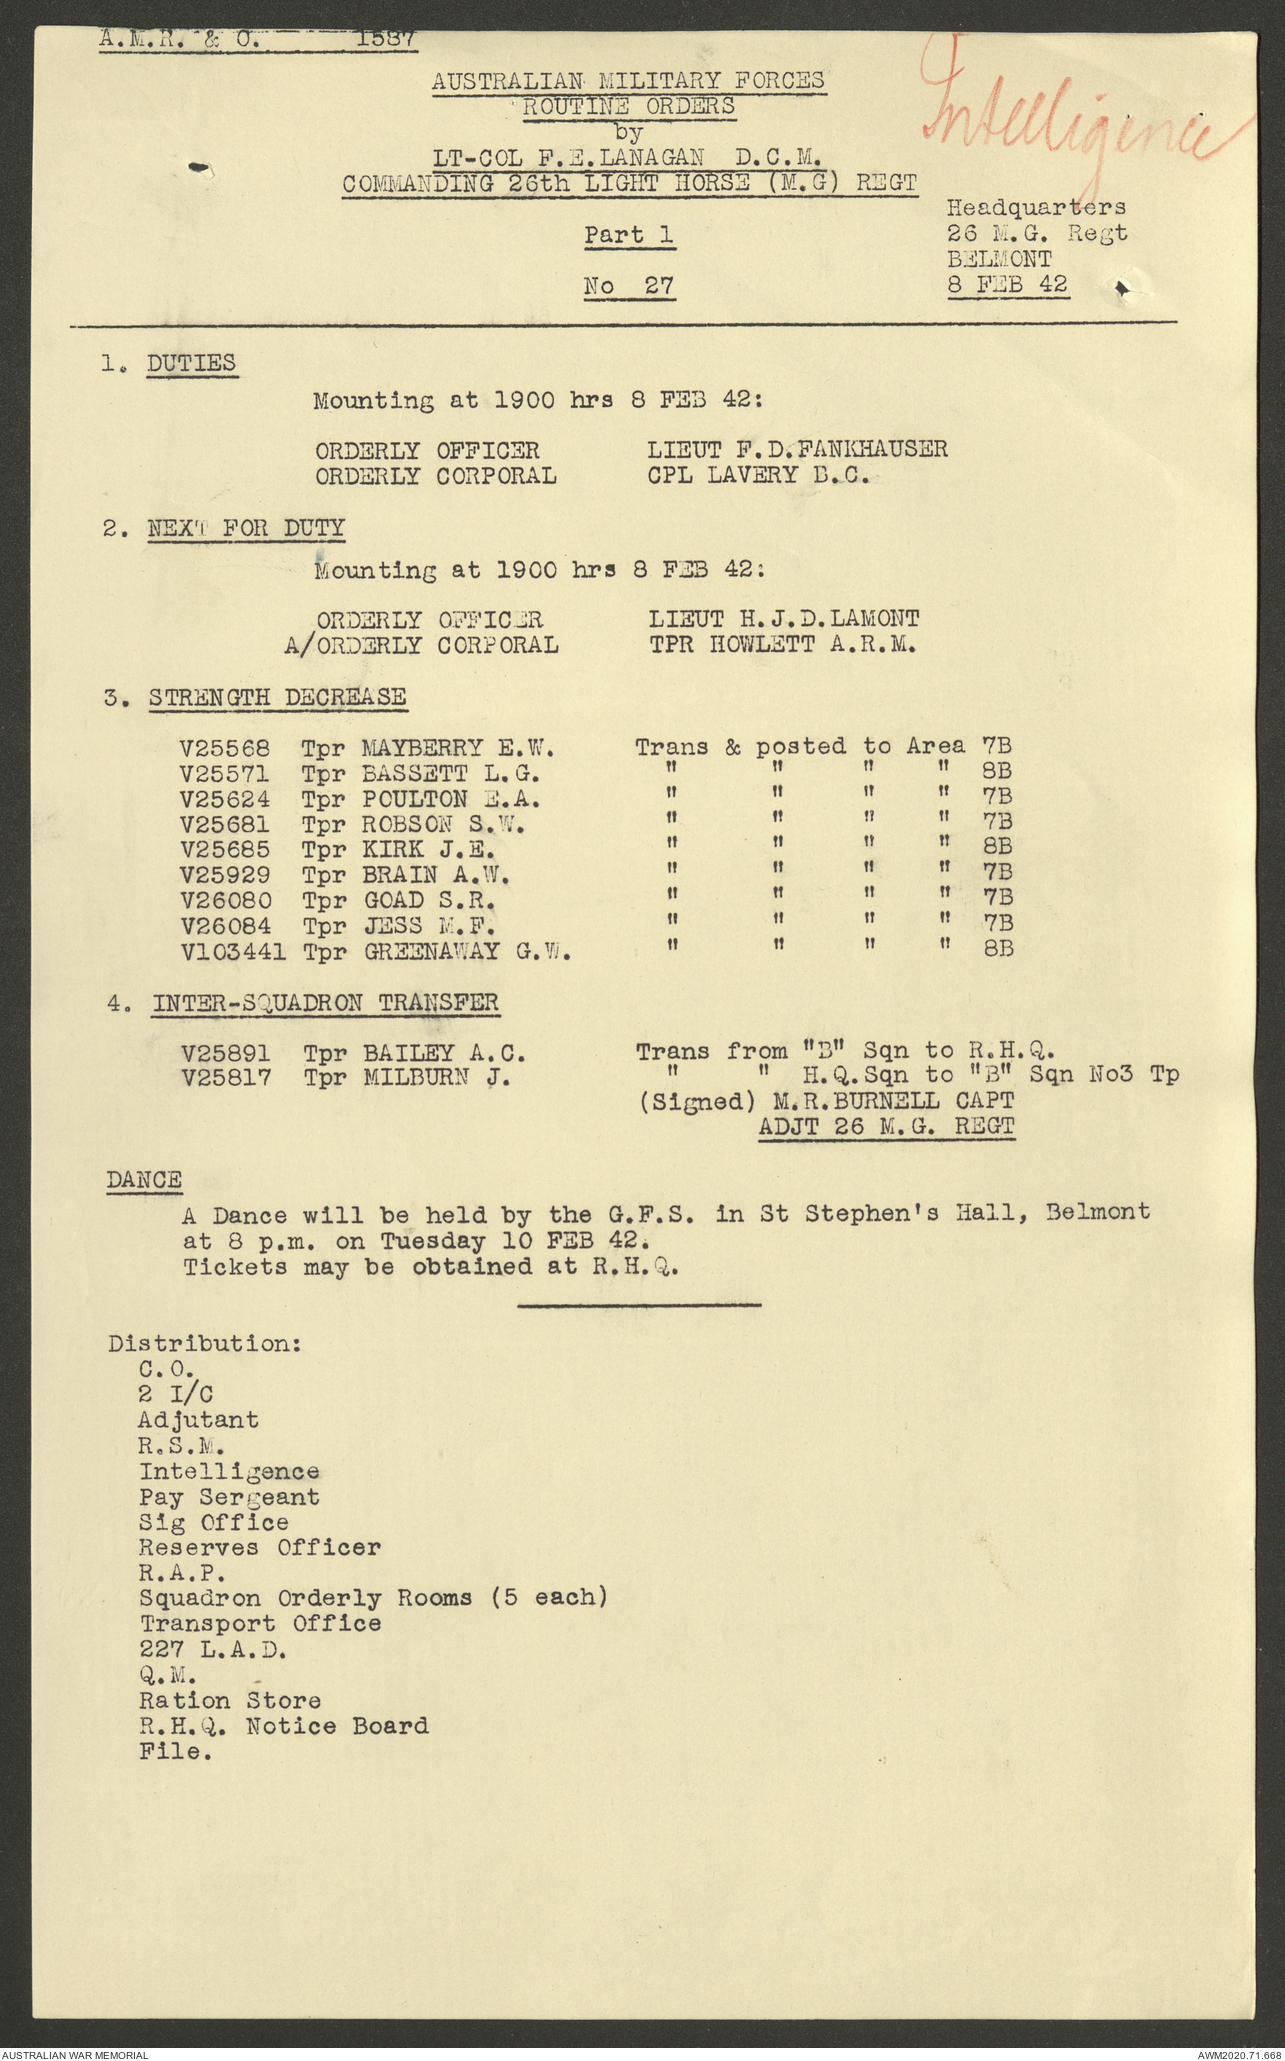 A.M.R. & O. 1587
Intelligence
AUSTRALIAN MILITARY FORCES
ROUTINE ORDERS
by
LT-COL F.E.LANAGAN D.C.M.
COMMANDING 26th LIGHT HORSE (M.G) REGT
Headquarters
26 M.G. Regt
BELMONT
8 FEB 42
Part 1
No 27
1. DUTIES
Mounting at 1900 hrs 8 FEB 42:
ORDERLY OFFICER LIEUT F.D.FANKHAUSER
ORDERLY CORPORAL CPL LAVERY B.C.
2. NEXT FOR DUTY
Mounting at 1900 hrs 8 FEB 42:
ORDERLY OFFICER LIEUT H.J.D.LAMONT
A/ORDERLY CORPORAL TPR HOWLETT A.R.M.
3. STRENGTH DECREASE
V25568 Tpr MAYBERRY E.W. Trans & posted to Area 7B
V25571 Tpr BASSETT L.G. " " " " 8B
V25624 Tpr POULTON E.A. " " " " 7B
V25681 Tpr ROBSON S.W. " " " " 7B
V25685 Tpr KIRK J.E. " " " " 8B
V25929 Tpr BRAIN A.W. " " " " 7B
V26080 Tpr GOAD S.R. " " " " 7B
V26084 Tpr JESS M.F. " " " " 7B
V103441 Tpr GREENAWAY G.W. " " " " 8B
4. INTER-SQUADRON TRANSFER
V25891 Tpr BAILEY A.C. Trans from "B" Sqn to R.H.Q.
V25817 Tpr MILBURN J. " " H.Q.Sqn to "B" Sqn No3 Tp
(Signed) M.R.BURNELL CAPT
ADJT 26 M.G. REGT
DANCE
A Dance will be held by the G.F.S. in St Stephen's Hall, Belmont
at 8 p.m. on Tuesday 10 FEB 42.
Tickets may be obtained at R.H.Q.
Distribution:
C.O.
2 I/C
Adjutant
R.S.M.
Intelligence
Pay Sergeant
Sig Office
Reserves Officer
R.A.P.
Squadron Orderly Rooms (5 each)
Transport Office
227 L.A.D.
Q.M.
Ration Store
R.H.Q. Notice Board
File.
AUSTRALIAN WAR MEMORIAL
AWM2020.71.668